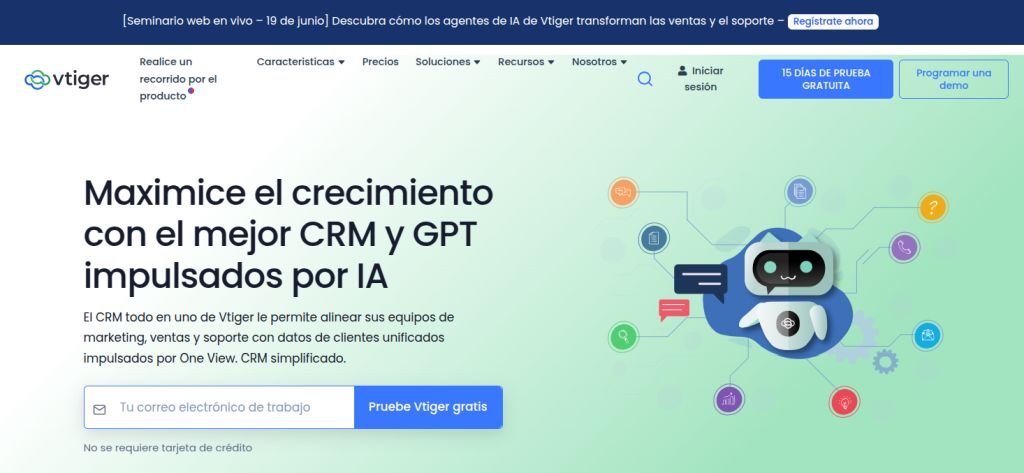 [Seminario web en vivo – 19 de junio] Descubra cómo los agentes de IA de Vtiger transforman las ventas y el soporte – Regístrate ahora
vtiger
Realice un
recorrido por el
producto
Características
Precios
Soluciones
Recursos
Nosotros
Iniciar
sesión
15 DÍAS DE PRUEBA
GRATUITA
Programar una
demo
Maximice el crecimiento
con el mejor CRM y GPT
impulsados por IA
El CRM todo en uno de Vtiger le permite alinear sus equipos de
marketing, ventas y soporte con datos de clientes unificados
impulsados por One View. CRM simplificado.
Tu correo electrónico de trabajo
Pruebe Vtiger gratis
No se requiere tarjeta de crédito
?